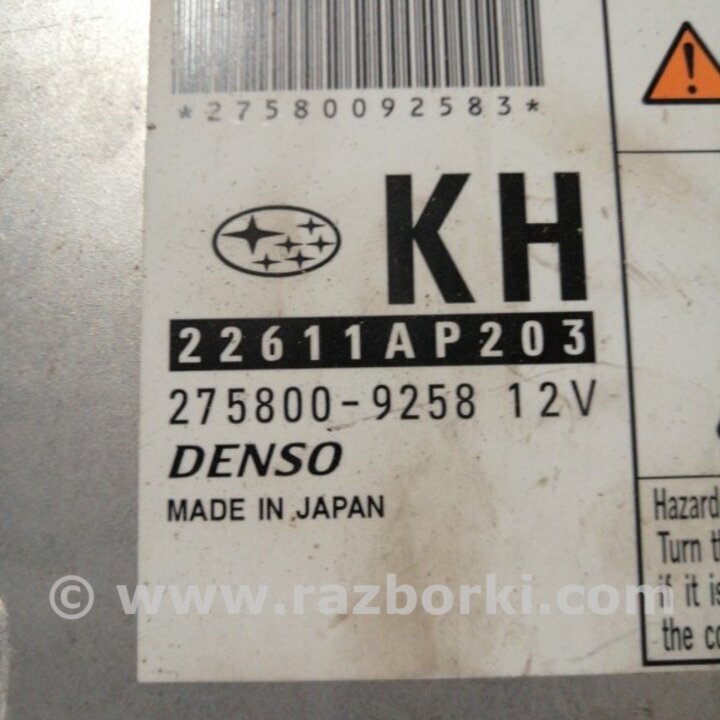 *27580092583*
KH
22611AP203
275800-9258 12V
DENSO
MADE IN JAPAN
Hazard
Turn
if it is
the
© www.razborki.com